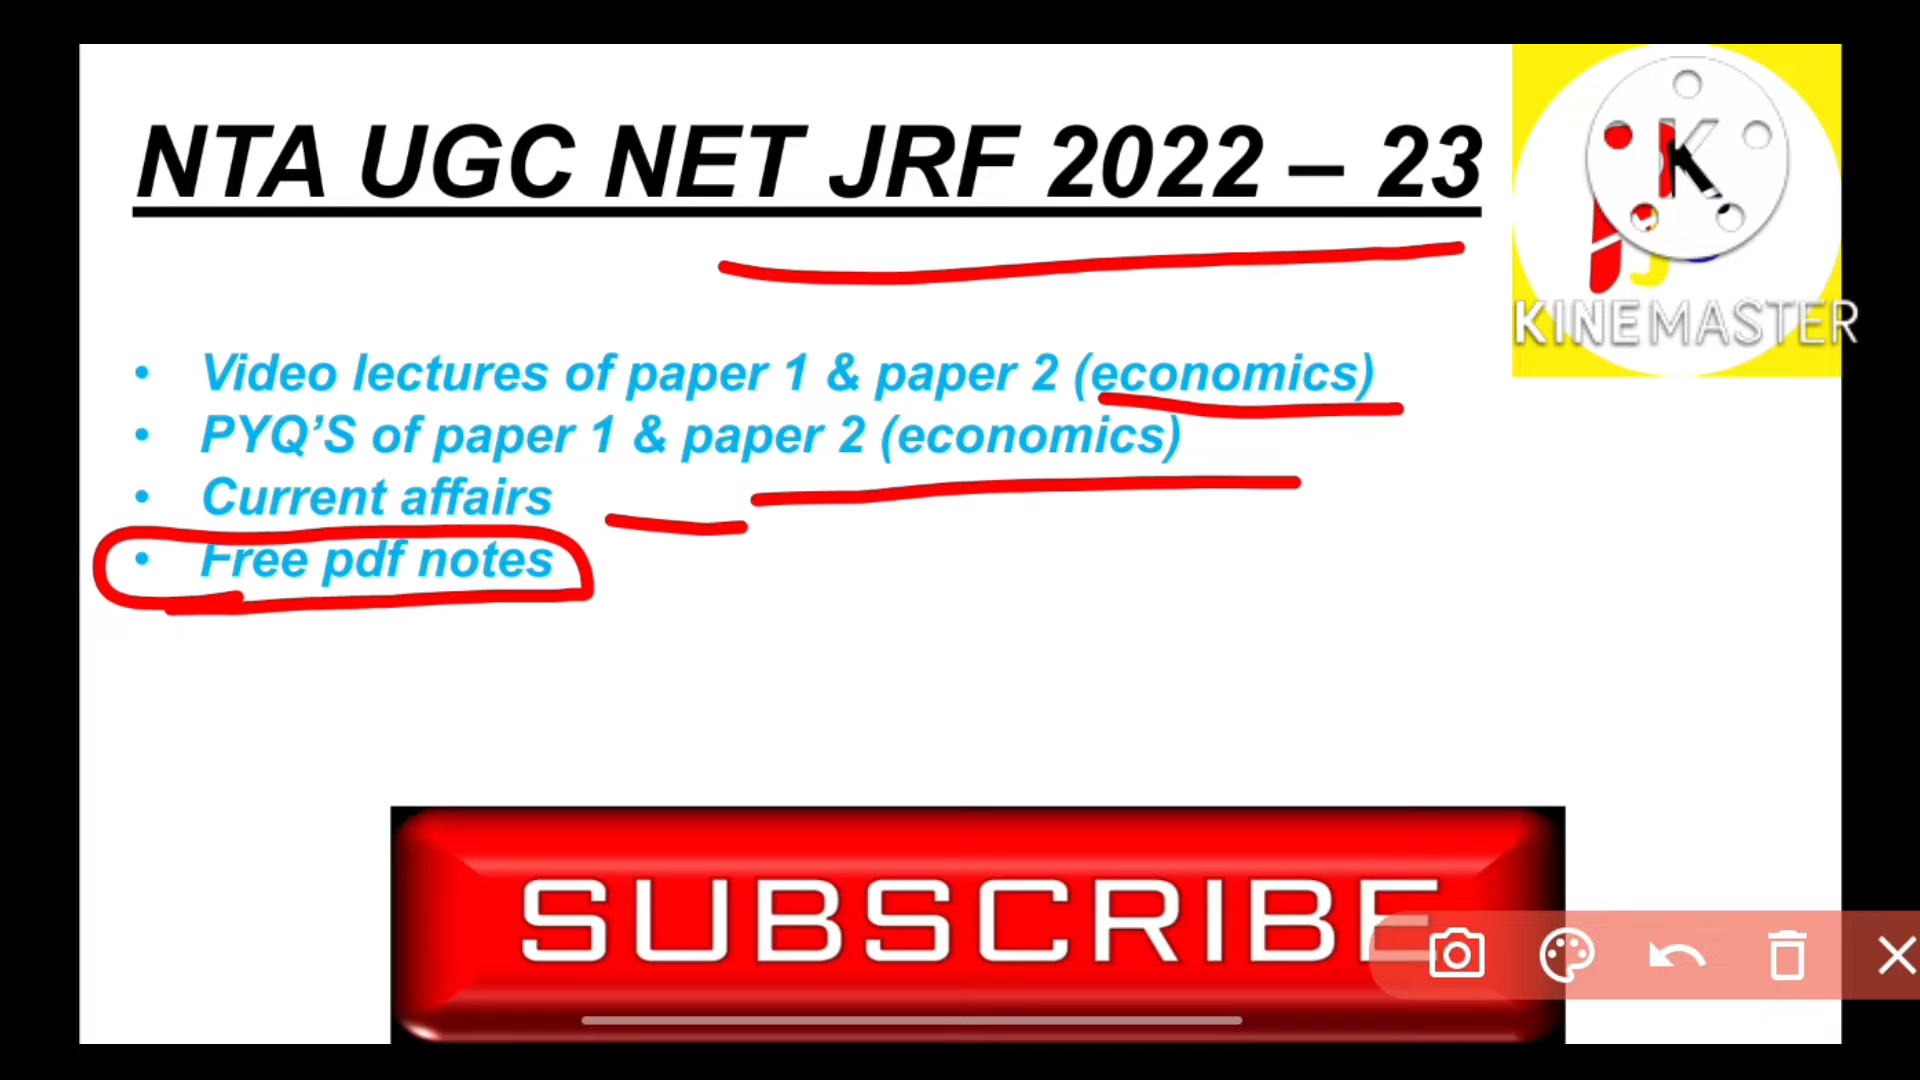 NTA UGC NET JRF 2022 – 23
KINEMASTER
• Video lectures of paper 1 & paper 2 (economics)
• PYQ’S of paper 1 & paper 2 (economics)
• Current affairs
• Free pdf notes
SUBSCRIBE